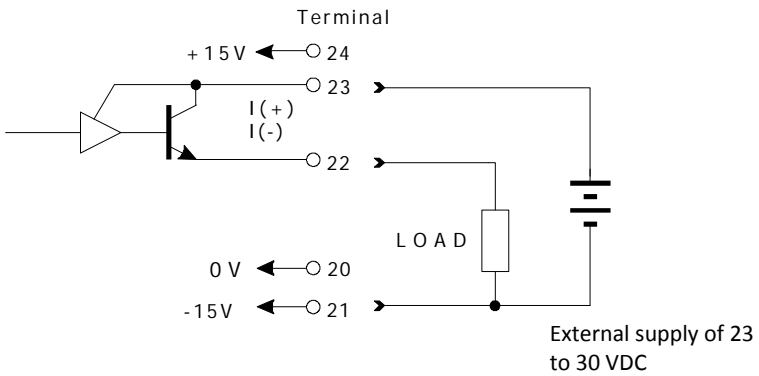 Terminal
+15V 24
23
I(+)
I(-)
22
LOAD
0V 20
-15V 21
External supply of 23
to 30 VDC